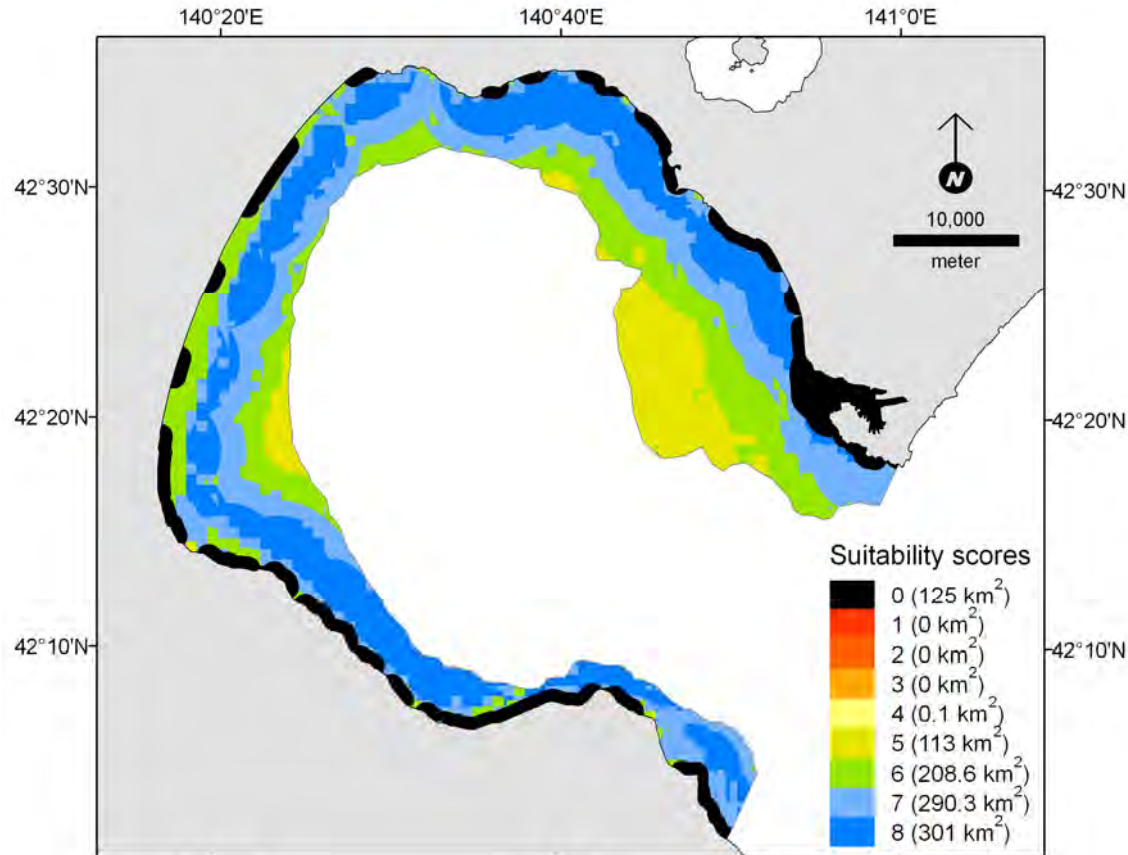 140°20'E 140°40'E 141°0'E
42°30'N 42°30'N
N
10,000
meter
42°20'N 42°20'N
42°10'N 42°10'N
Suitability scores
0 (125 km²)
1 (0 km²)
2 (0 km²)
3 (0 km²)
4 (0.1 km²)
5 (113 km²)
6 (208.6 km²)
7 (290.3 km²)
8 (301 km²)